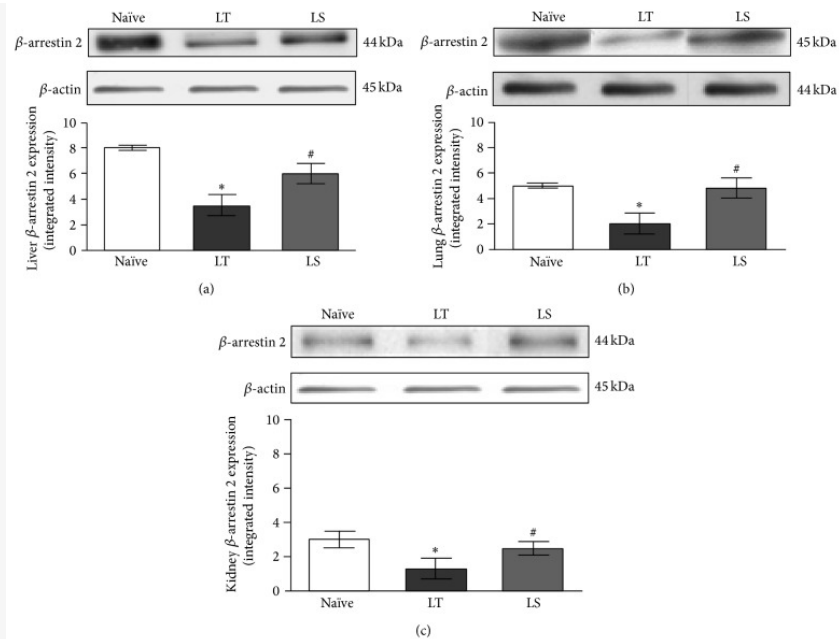 Naïve LT LS
β-arrestin 2 44 kDa
β-actin 45 kDa
Liver β-arrestin 2 expression
(integrated intensity)
10
8
6
4
2
0
*
#
Naïve LT LS
(a)
Naïve LT LS
β-arrestin 2 45 kDa
β-actin 44 kDa
Lung β-arrestin 2 expression
(integrated intensity)
10
8
6
4
2
0
*
#
Naïve LT LS
(b)
Naïve LT LS
β-arrestin 2 44 kDa
β-actin 45 kDa
Kidney β-arrestin 2 expression
(integrated intensity)
10
8
6
4
2
0
*
#
Naïve LT LS
(c)